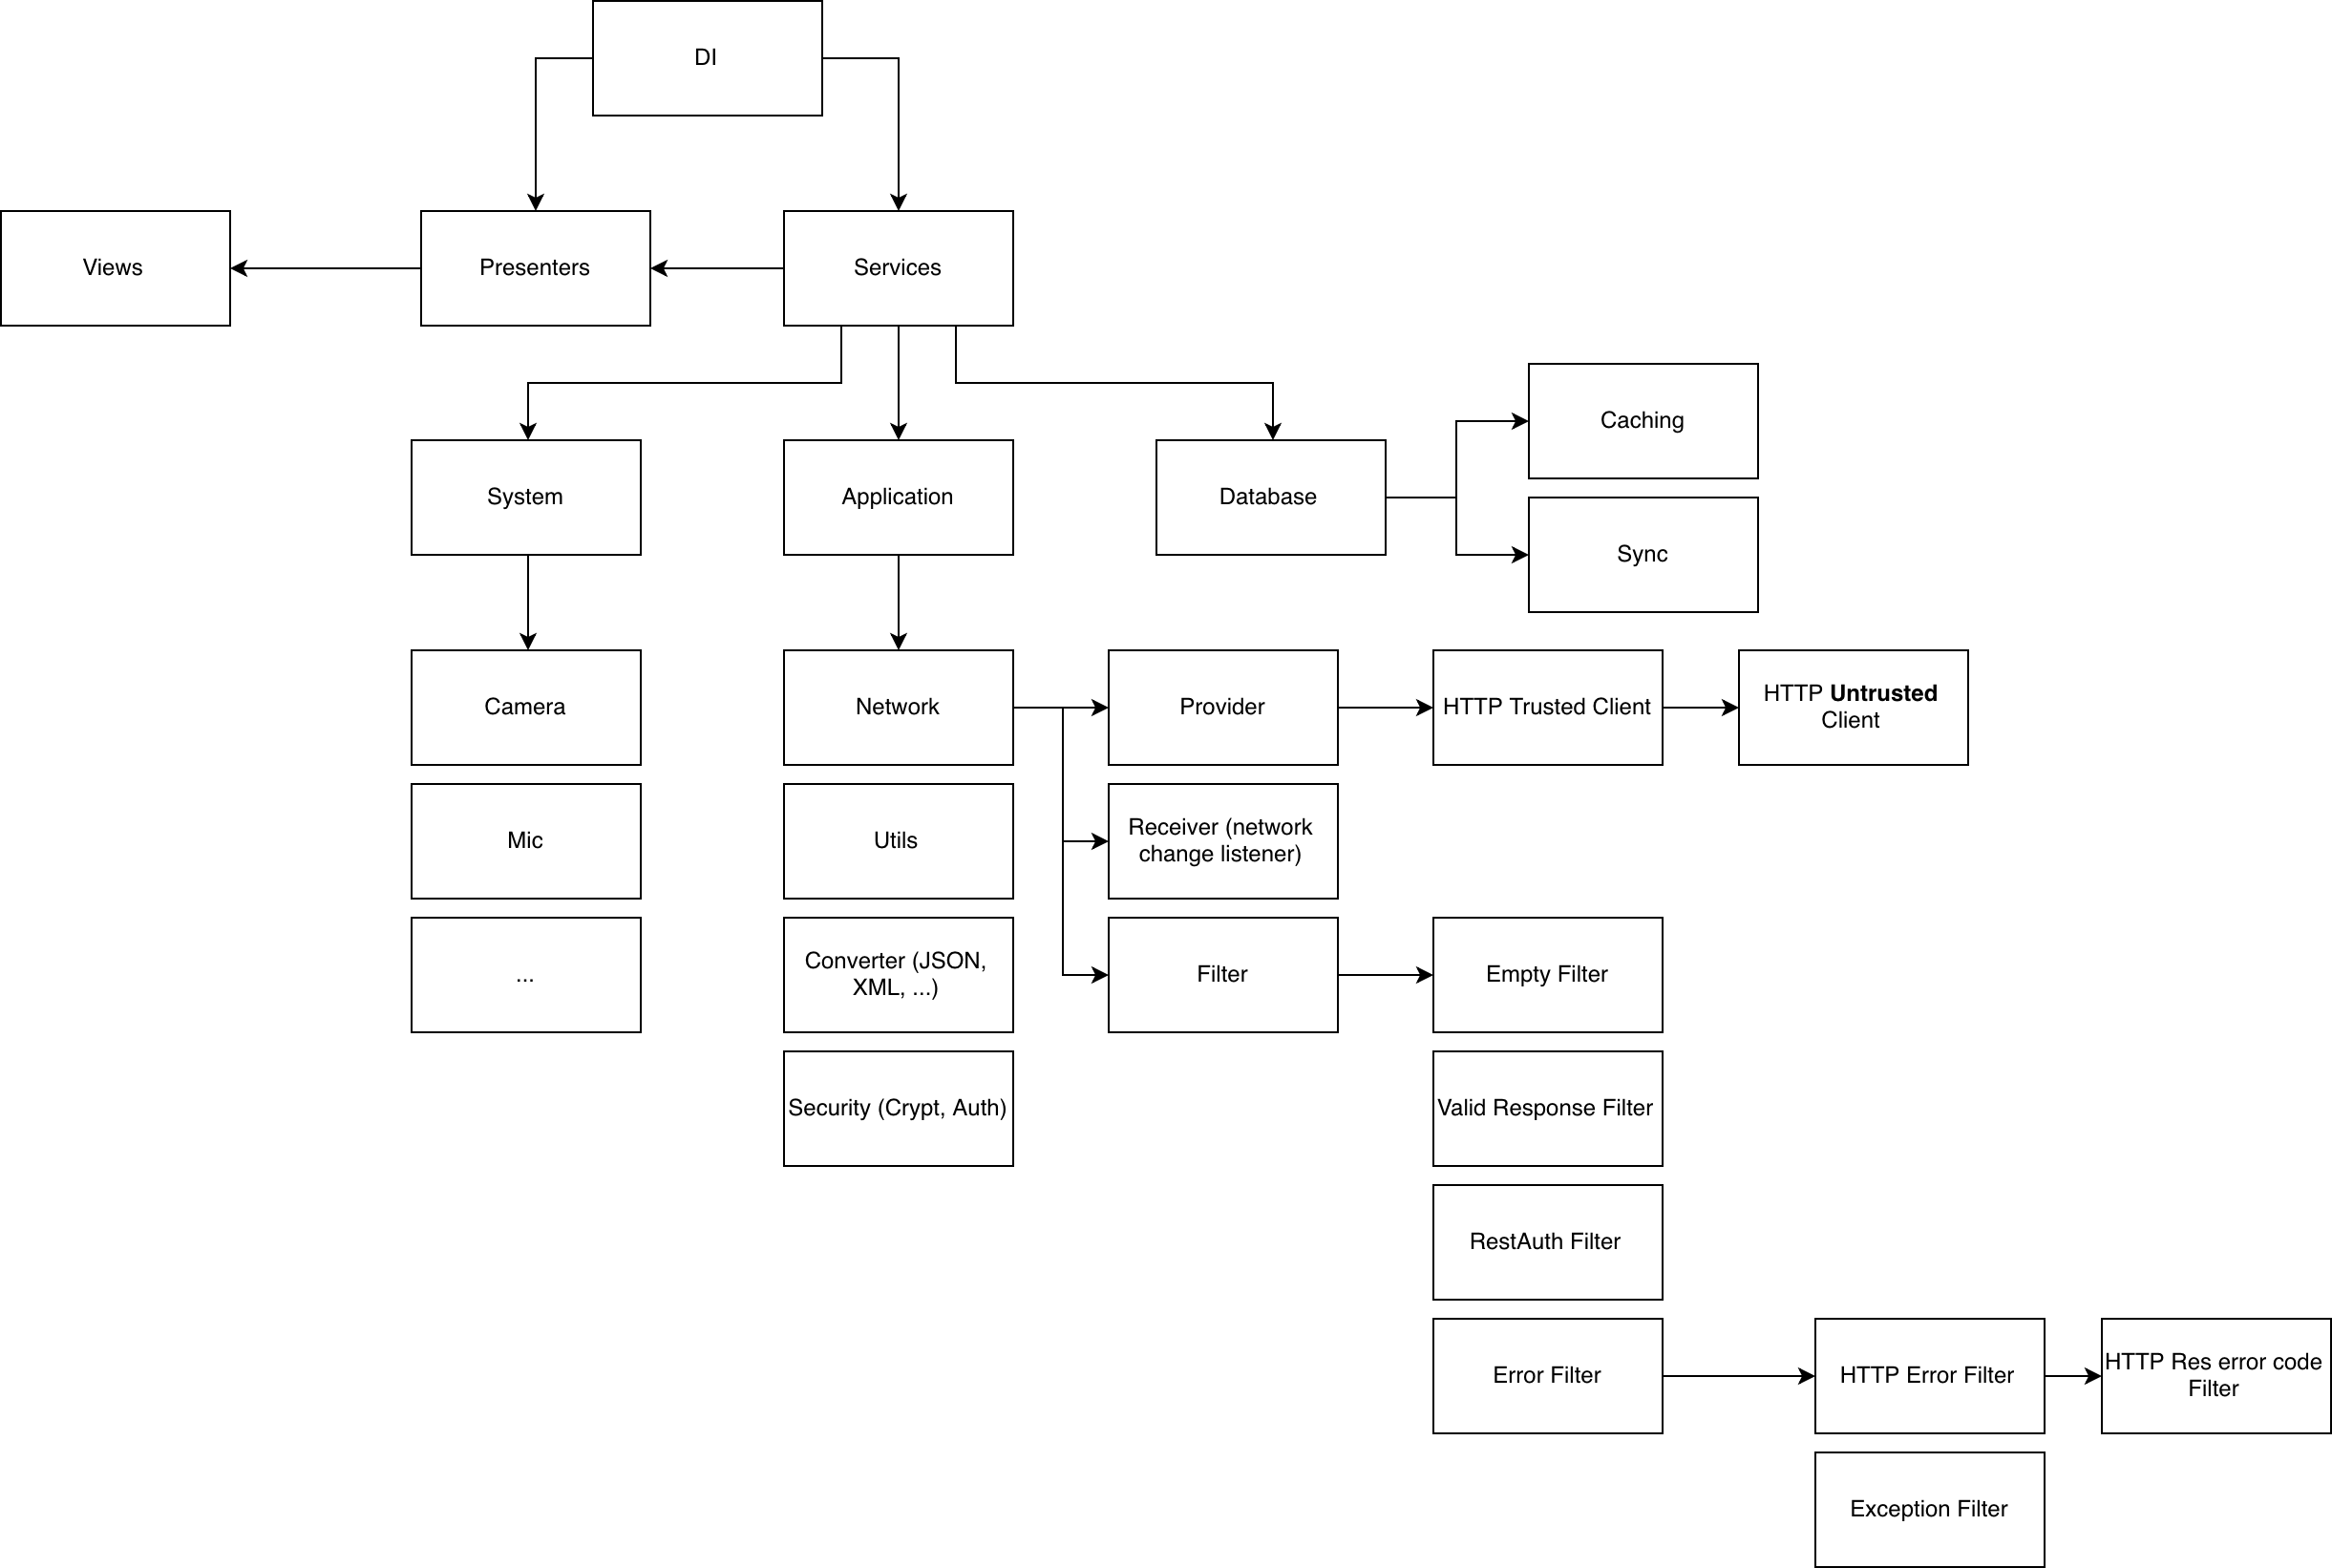 DI
Views
Presenters
Services
Caching
System
Application
Database
Sync
Camera
Network
Provider
HTTP Trusted Client
HTTP Untrusted
Client
Mic
Utils
Receiver (network
change listener)
...
Converter (JSON,
XML, ...)
Filter
Empty Filter
Security (Crypt, Auth)
Valid Response Filter
RestAuth Filter
Error Filter
HTTP Error Filter
HTTP Res error code
Filter
Exception Filter